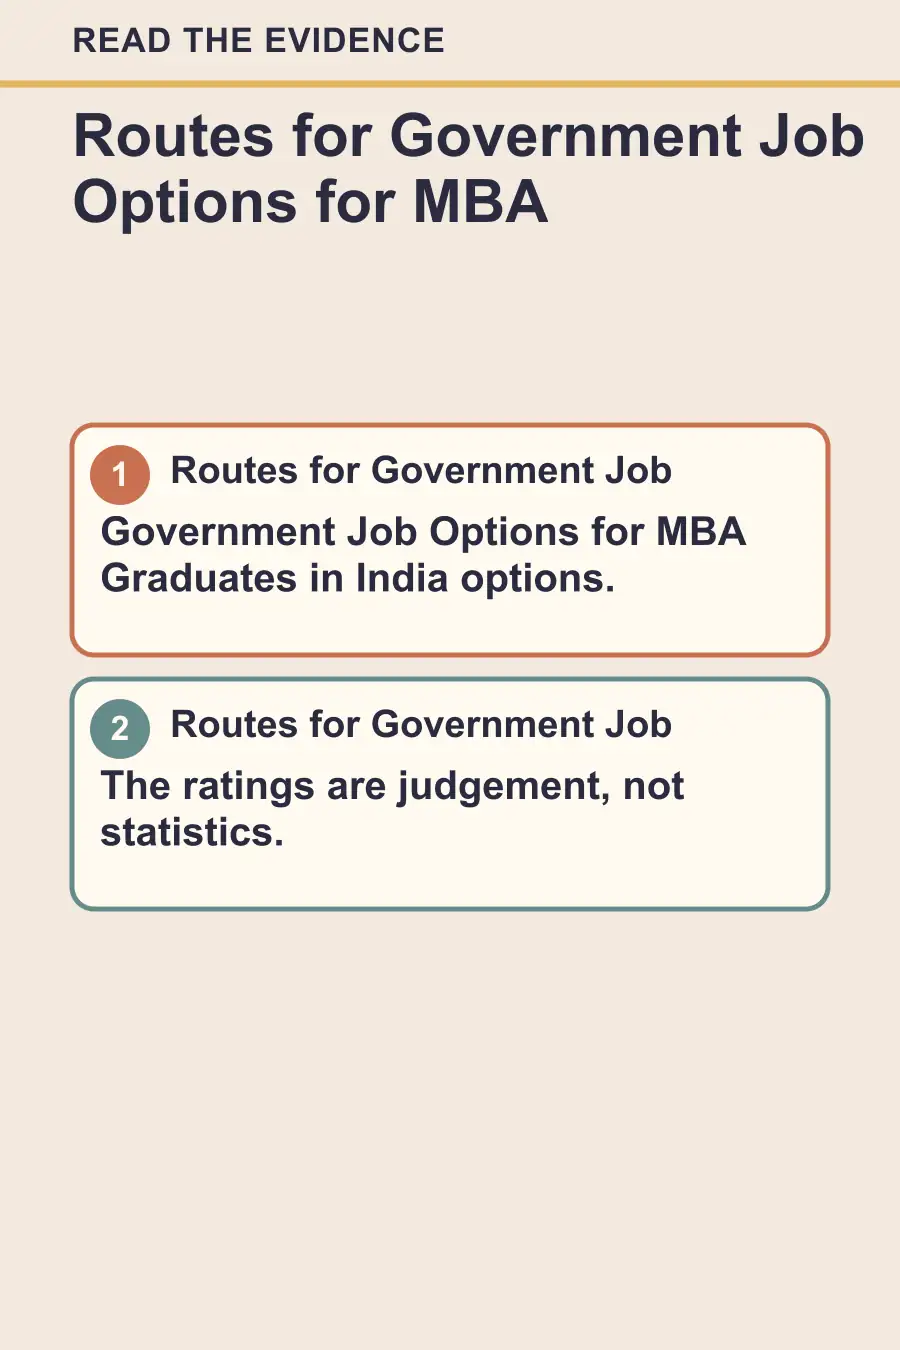 READ THE EVIDENCE
Routes for Government Job
Options for MBA
1 Routes for Government Job
Government Job Options for MBA
Graduates in India options.
2 Routes for Government Job
The ratings are judgement, not
statistics.